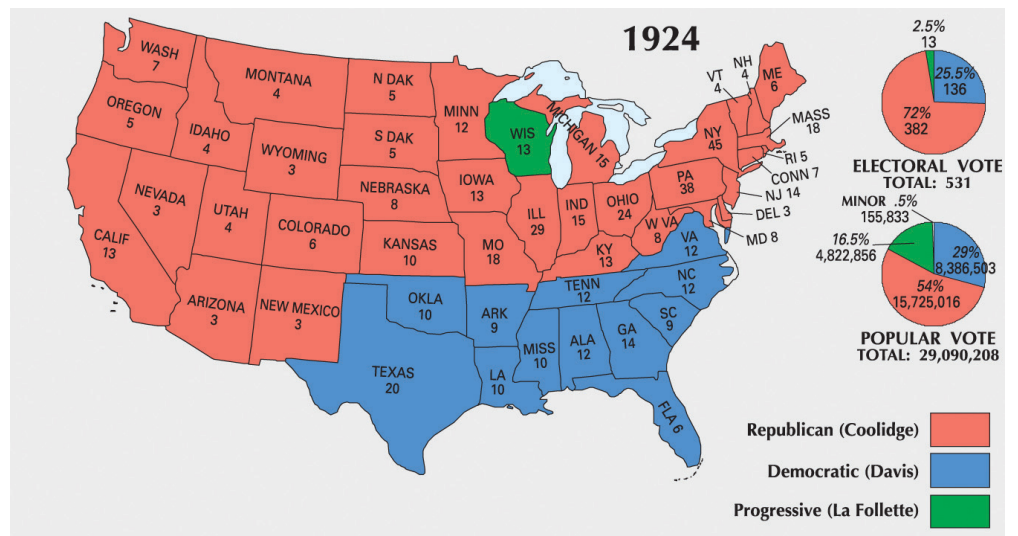 1924
WASH
7
OREGON
5
CALIF
13
NEVADA
3
IDAHO
4
MONTANA
4
WYOMING
3
UTAH
4
COLORADO
6
ARIZONA
3
NEW MEXICO
3
N DAK
5
S DAK
5
NEBRASKA
8
KANSAS
10
OKLA
10
TEXAS
20
MINN
12
IOWA
13
MO
18
ARK
9
LA
10
WIS
13
ILL
29
MICHIGAN 15
IND
15
OHIO
24
KY
13
TENN
12
MISS
10
ALA
12
GA
14
FLA 6
SC
9
NC
12
VA
12
W VA
8
PA
38
NY
45
VT
4
NH
4
ME
6
MASS
18
RI 5
CONN 7
NJ 14
DEL 3
MD 8
2.5%
13
25.5%
136
72%
382
ELECTORAL VOTE
TOTAL: 531
MINOR .5%
155,833
16.5%
4,822,856
29%
8,386,503
54%
15,725,016
POPULAR VOTE
TOTAL: 29,090,208
Republican (Coolidge)
Democratic (Davis)
Progressive (La Follette)